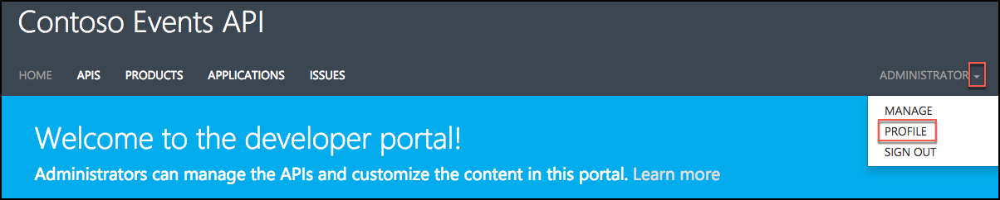 Contoso Events API
HOME APIS PRODUCTS APPLICATIONS ISSUES ADMINISTRATOR
MANAGE
PROFILE
SIGN OUT
Welcome to the developer portal!
Administrators can manage the APIs and customize the content in this portal. Learn more